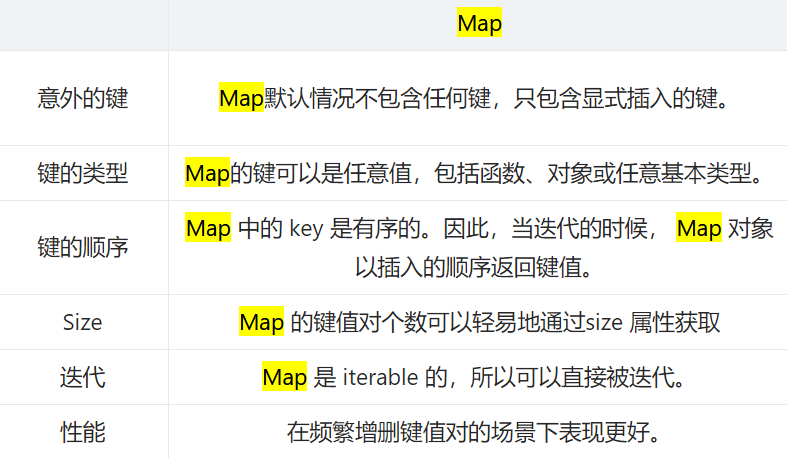 Map
意外的键
Map默认情况不包含任何键，只包含显式插入的键。
键的类型
Map的键可以是任意值，包括函数、对象或任意基本类型。
键的顺序
Map 中的 key 是有序的。因此，当迭代的时候， Map 对象
以插入的顺序返回键值。
Size
Map 的键值对个数可以轻易地通过size 属性获取
迭代
Map 是 iterable 的，所以可以直接被迭代。
性能
在频繁增删键值对的场景下表现更好。